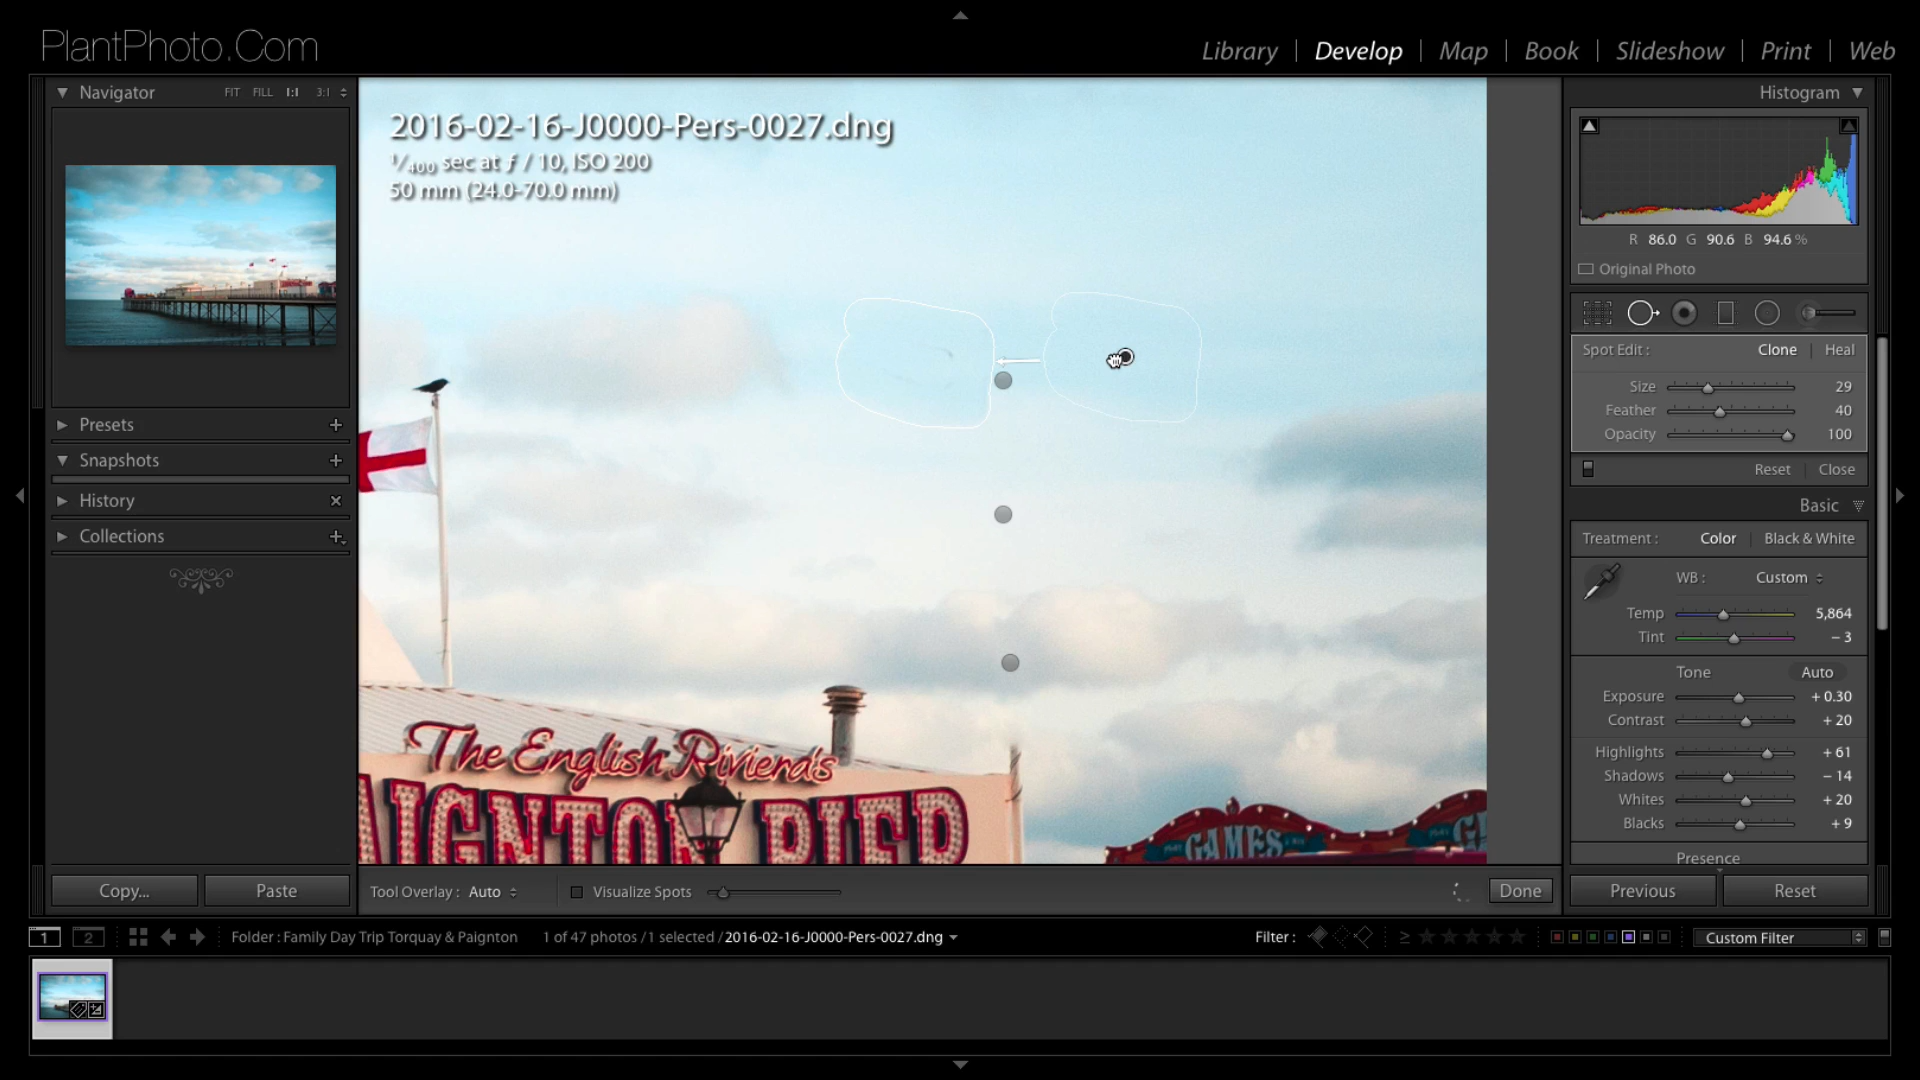 PlantPhoto.Com
Library | Develop | Map | Book | Slideshow | Print | Web
Navigator FIT FILL 1:1 3:1
2016-02-16-J0000-Pers-0027.dng
1/400 sec at ƒ / 10, ISO 200
50 mm (24.0-70.0 mm)
Presets
Snapshots
History
Collections
The English Riviera's
AIGNTON PIER
GAMES
Histogram
R 86.0 G 90.6 B 94.6 %
Original Photo
Spot Edit : Clone | Heal
Size 29
Feather 40
Opacity 100
Reset | Close
Basic
Treatment : Color | Black & White
WB : Custom
Temp 5,864
Tint – 3
Tone Auto
Exposure + 0.30
Contrast + 20
Highlights + 61
Shadows – 14
Whites + 20
Blacks + 9
Presence
Copy... Paste
Tool Overlay : Auto Visualize Spots Done
Previous Reset
1 2 Folder : Family Day Trip Torquay & Paignton 1 of 47 photos /1 selected / 2016-02-16-J0000-Pers-0027.dng Filter : ≥ Custom Filter